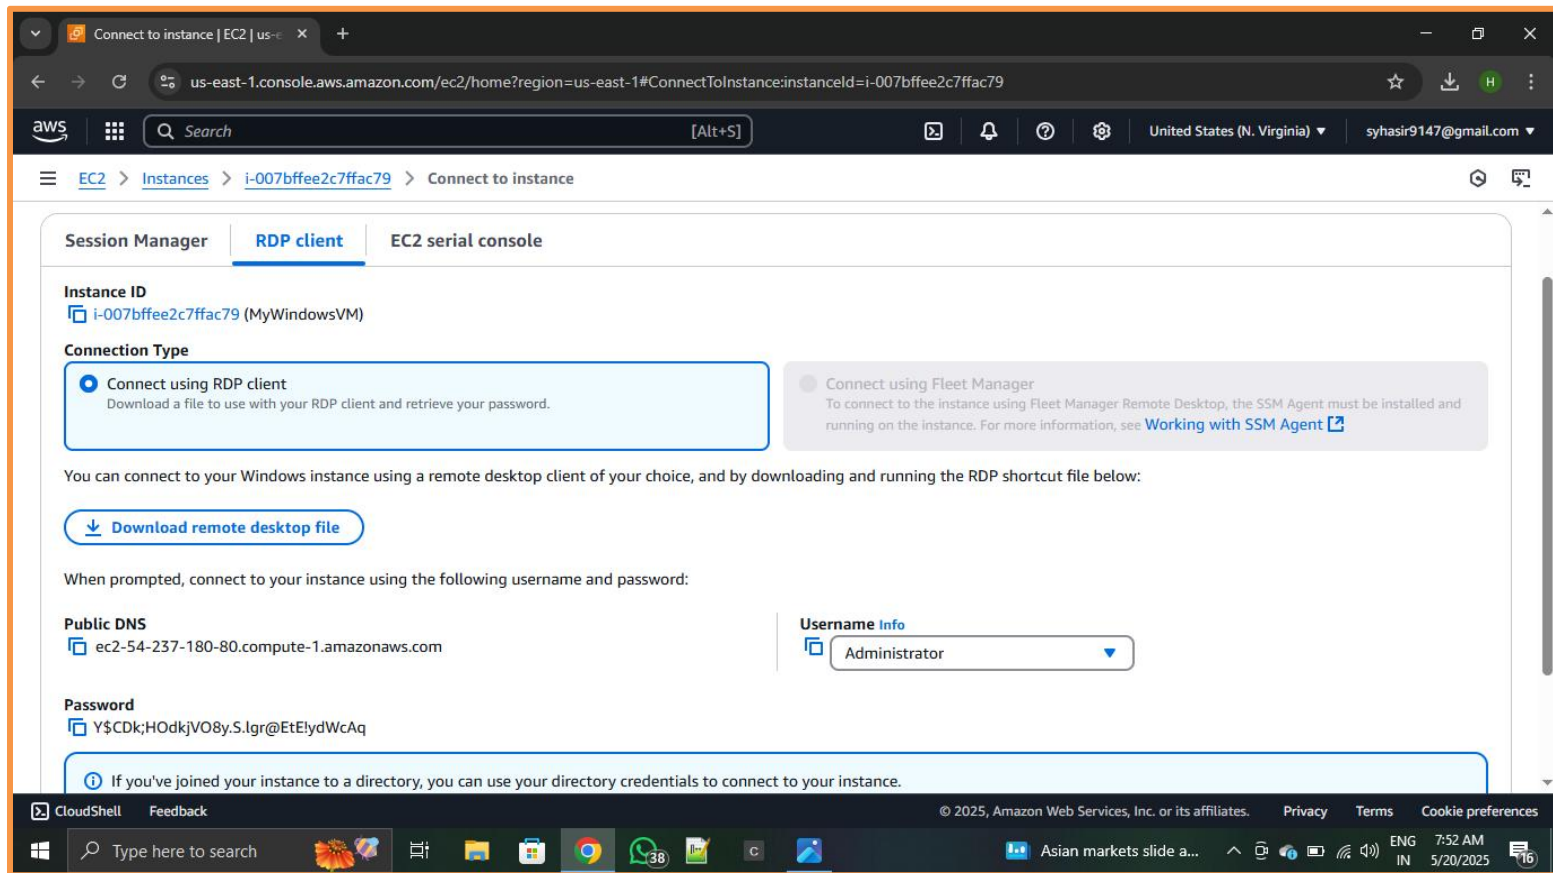 Connect to instance | EC2 | us-e
us-east-1.console.aws.amazon.com/ec2/home?region=us-east-1#ConnectToInstance:instanceId=i-007bffee2c7ffac79
H
aws
Search
[Alt+S]
United States (N. Virginia)
syhasir9147@gmail.com
EC2 > Instances > i-007bffee2c7ffac79 > Connect to instance
Session Manager
RDP client
EC2 serial console
Instance ID
i-007bffee2c7ffac79 (MyWindowsVM)
Connection Type
Connect using RDP client
Download a file to use with your RDP client and retrieve your password.
Connect using Fleet Manager
To connect to the instance using Fleet Manager Remote Desktop, the SSM Agent must be installed and
running on the instance. For more information, see Working with SSM Agent
You can connect to your Windows instance using a remote desktop client of your choice, and by downloading and running the RDP shortcut file below:
Download remote desktop file
When prompted, connect to your instance using the following username and password:
Public DNS
ec2-54-237-180-80.compute-1.amazonaws.com
Username Info
Administrator
Password
Y$CDk;HOdkjVO8y.S.lgr@EtE!ydWcAq
If you've joined your instance to a directory, you can use your directory credentials to connect to your instance.
CloudShell
Feedback
© 2025, Amazon Web Services, Inc. or its affiliates.
Privacy
Terms
Cookie preferences
Type here to search
38
C
Asian markets slide a...
ENG
IN
7:52 AM
5/20/2025
16